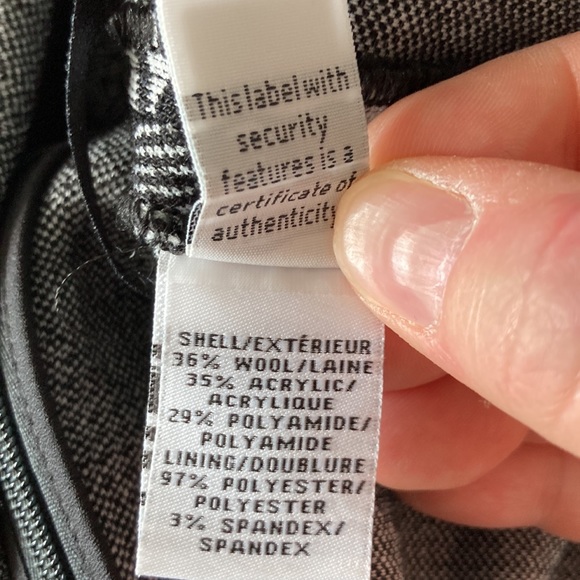 This label with
security
features is a
certificate of
authenticity
SHELL/EXTÉRIEUR
36% WOOL/LAINE
35% ACRYLIC/
ACRYLIQUE
29% POLYAMIDE/
POLYAMIDE
LINING/DOUBLURE
97% POLYESTER/
POLYESTER
3% SPANDEX/
SPANDEX